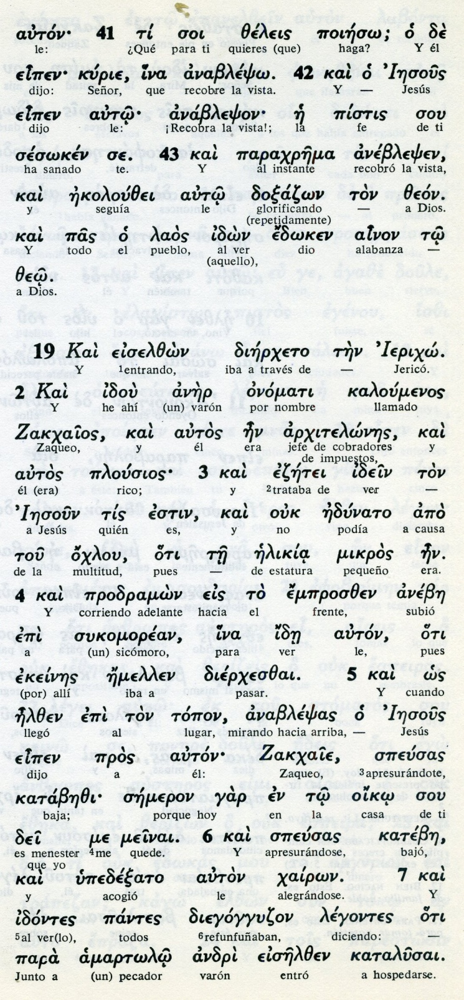 αὐτόν· 41 τί σοι θέλεις ποιήσω; ὁ δὲ
le: ¿Qué para ti quieres (que) haga? Y él
εἶπεν· κύριε, ἵνα ἀναβλέψω. 42 καὶ ὁ Ἰησοῦς
dijo: Señor, que recobre la vista. Y — Jesús
εἶπεν αὐτῷ· ἀνάβλεψον· ἡ πίστις σου
dijo le: ¡Recobra la vista!; la fe de ti
σέσωκέν σε. 43 καὶ παραχρῆμα ἀνέβλεψεν,
ha sanado te. Y al instante recobró la vista,
καὶ ἠκολούθει αὐτῷ δοξάζων τὸν θεόν.
y seguía le glorificando — a Dios.
(repetidamente)
καὶ πᾶς ὁ λαὸς ἰδὼν ἔδωκεν αἶνον τῷ
Y todo el pueblo, al ver dio alabanza —
(aquello),
θεῷ.
a Dios.
19 Καὶ εἰσελθὼν διήρχετο τὴν Ἰεριχώ.
Y 1entrando, iba a través de — Jericó.
2 Καὶ ἰδοὺ ἀνὴρ ὀνόματι καλούμενος
Y he ahí (un) varón por nombre llamado
Ζακχαῖος, καὶ αὐτὸς ἦν ἀρχιτελώνης, καὶ
Zaqueo, y él era jefe de cobradores y
de impuestos,
αὐτὸς πλούσιος· 3 καὶ ἐζήτει ἰδεῖν τὸν
él (era) rico; y 2trataba de ver —
Ἰησοῦν τίς ἐστιν, καὶ οὐκ ἠδύνατο ἀπὸ
a Jesús quién es, y no podía a causa
τοῦ ὄχλου, ὅτι τῇ ἡλικίᾳ μικρὸς ἦν.
de la multitud, pues — de estatura pequeño era.
4 καὶ προδραμὼν εἰς τὸ ἔμπροσθεν ἀνέβη
Y corriendo adelante hacia el frente, subió
ἐπὶ συκομορέαν, ἵνα ἴδῃ αὐτόν, ὅτι
a (un) sicómoro, para ver le, pues
ἐκείνης ἤμελλεν διέρχεσθαι. 5 καὶ ὡς
(por) allí iba a pasar. Y cuando
ἦλθεν ἐπὶ τὸν τόπον, ἀναβλέψας ὁ Ἰησοῦς
llegó al lugar, mirando hacia arriba, — Jesús
εἶπεν πρὸς αὐτόν· Ζακχαῖε, σπεύσας
dijo a él: Zaqueo, 3apresurándote,
κατάβηθι· σήμερον γὰρ ἐν τῷ οἴκῳ σου
baja; porque hoy en la casa de ti
δεῖ με μεῖναι. 6 καὶ σπεύσας κατέβη,
es menester 4me quede. Y apresurándose, bajó,
que yo
καὶ ὑπεδέξατο αὐτὸν χαίρων. 7 καὶ
y acogió le alegrándose. Y
ἰδόντες πάντες διεγόγγυζον λέγοντες ὅτι
5al ver(lo), todos 6refunfuñaban, diciendo: —
παρὰ ἁμαρτωλῷ ἀνδρὶ εἰσῆλθεν καταλῦσαι.
Junto a (un) pecador varón entró a hospedarse.